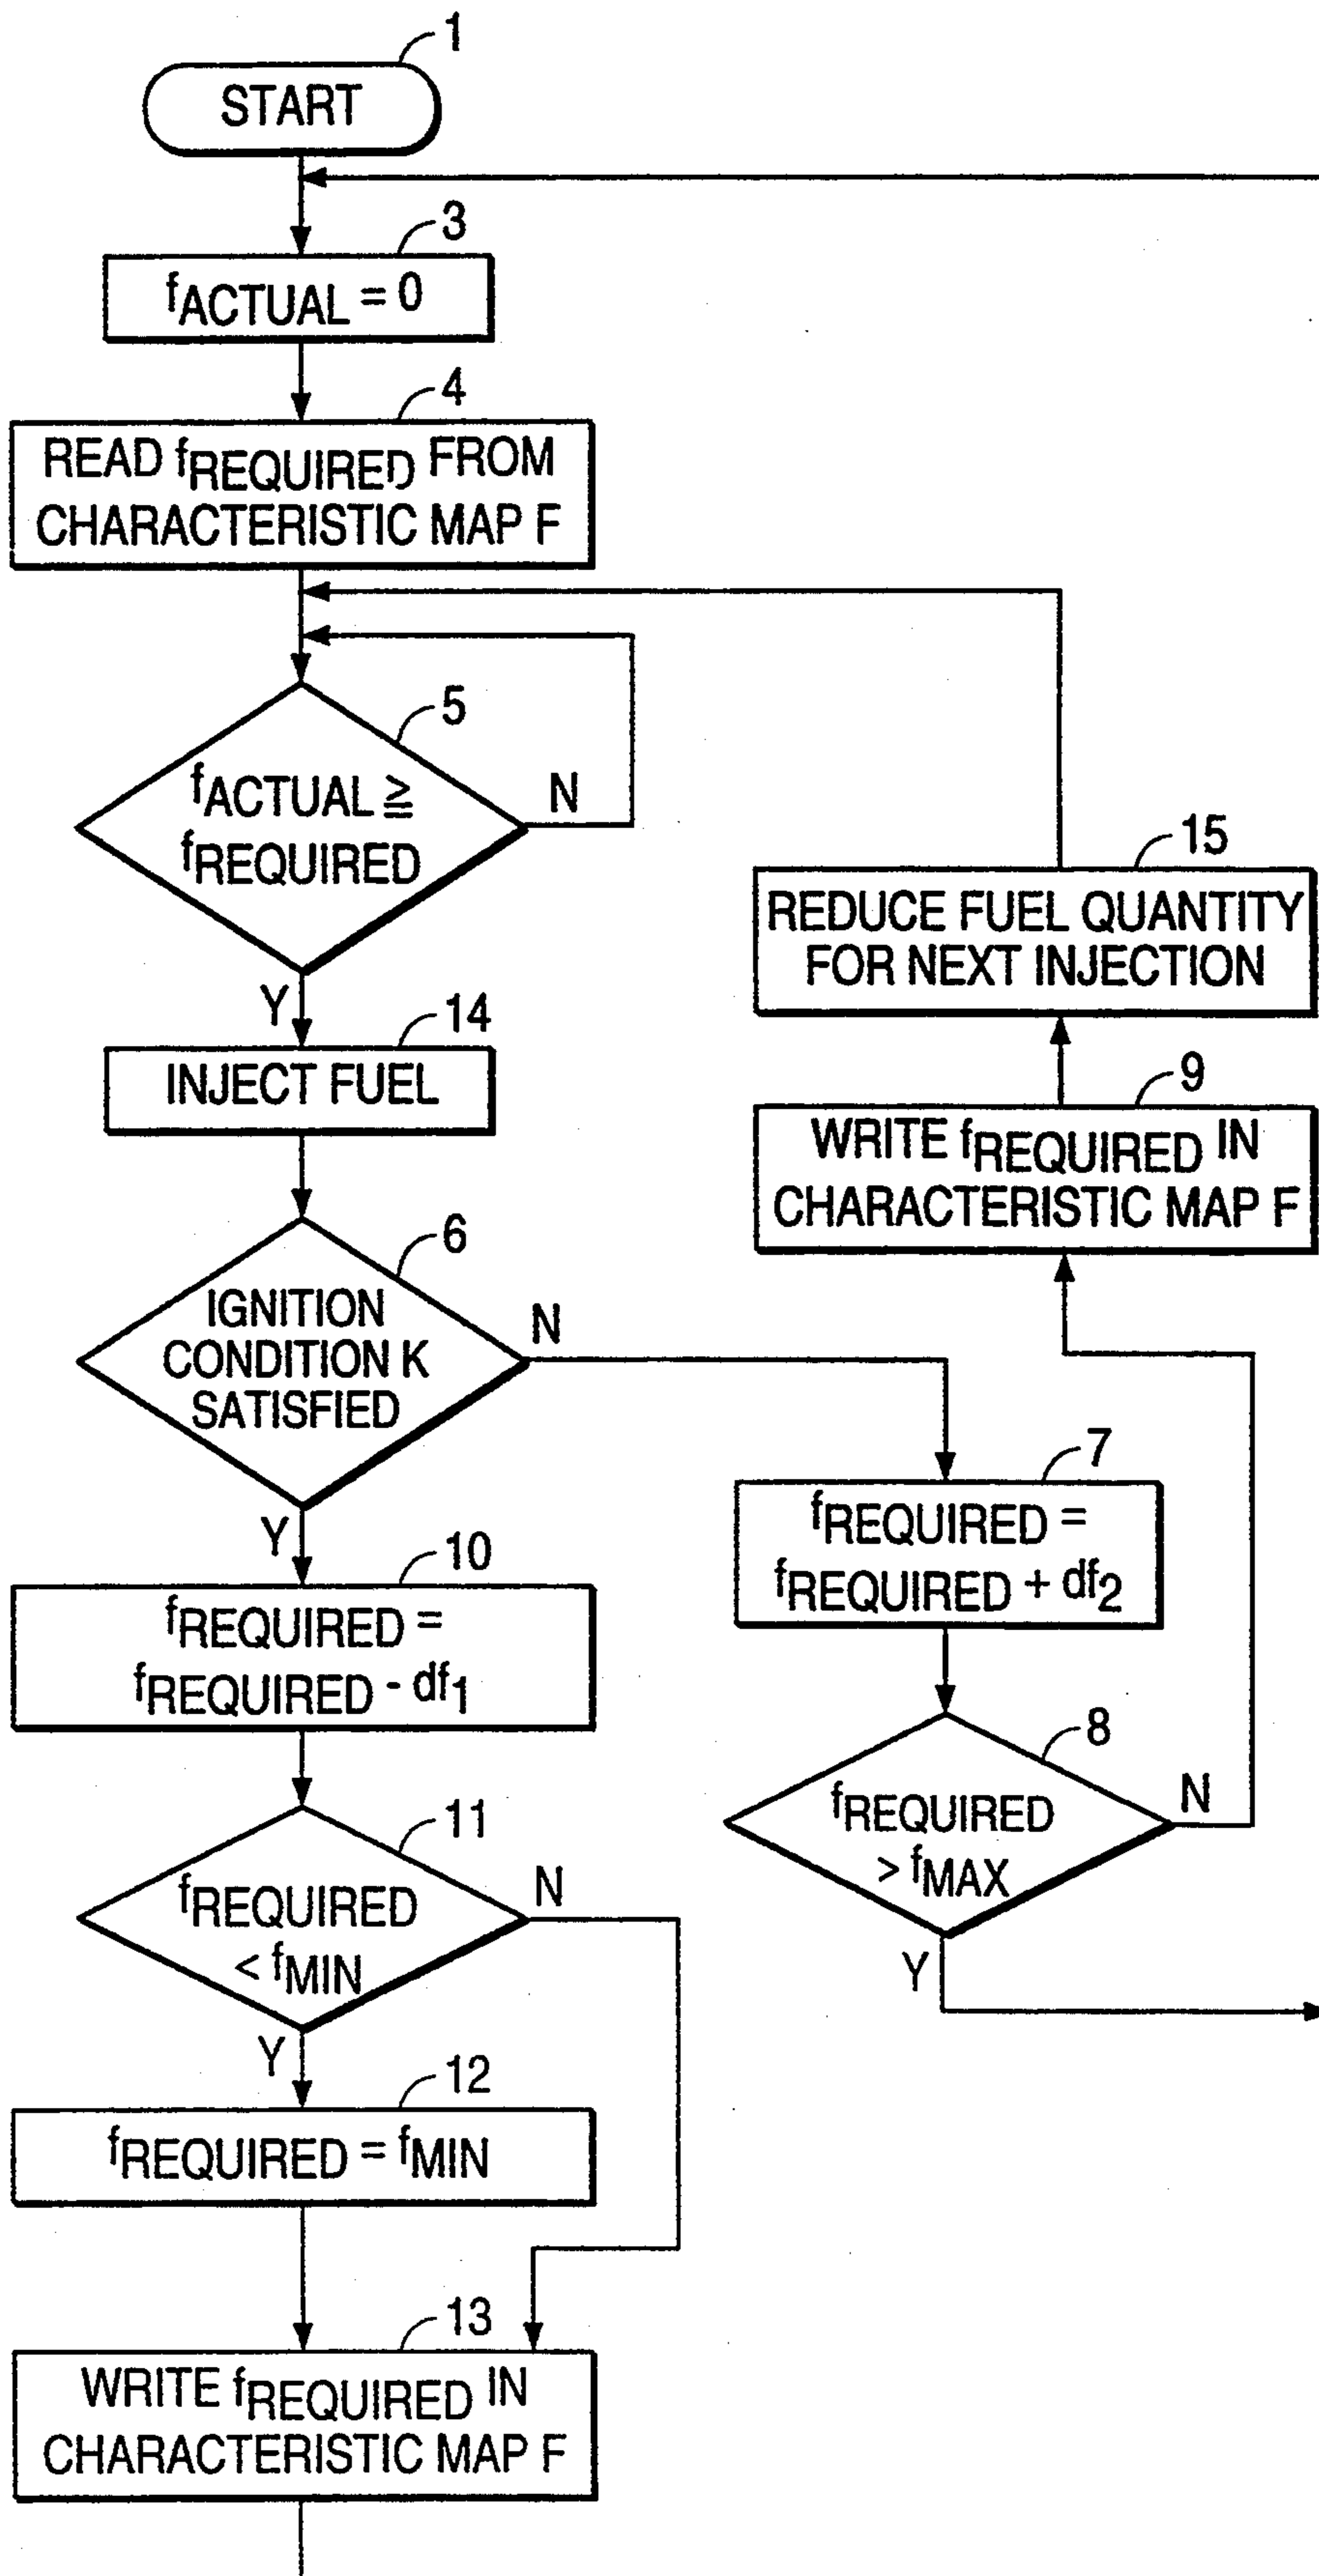 1
START
3
fACTUAL = 0
4
READ fREQUIRED FROM
CHARACTERISTIC MAP F
5
fACTUAL ≧
fREQUIRED
N
Y
14
INJECT FUEL
6
IGNITION
CONDITION K
SATISFIED
N
Y
10
fREQUIRED =
fREQUIRED - df1
11
fREQUIRED
< fMIN
N
Y
12
fREQUIRED = fMIN
13
WRITE fREQUIRED IN
CHARACTERISTIC MAP F
15
REDUCE FUEL QUANTITY
FOR NEXT INJECTION
9
WRITE fREQUIRED IN
CHARACTERISTIC MAP F
7
fREQUIRED =
fREQUIRED + df2
8
fREQUIRED
> fMAX
N
Y